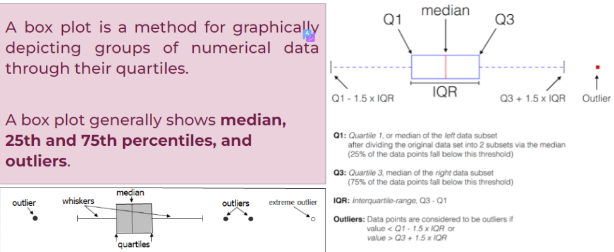 A box plot is a method for graphically
depicting groups of numerical data
through their quartiles.
A box plot generally shows median,
25th and 75th percentiles, and
outliers.
outlier
whiskers
median
outliers
extreme outlier
quartiles
median
Q1
Q3
IQR
Q1 - 1.5 x IQR
Q3 + 1.5 x IQR
Outlier
Q1: Quartile 1, or median of the left data subset
after dividing the original data set into 2 subsets via the median
(25% of the data points fall below this threshold)
Q3: Quartile 3, median of the right data subset
(75% of the data points fall below this threshold)
IQR: Interquartile-range, Q3 - Q1
Outliers: Data points are considered to be outliers if
value < Q1 - 1.5 x IQR or
value > Q3 + 1.5 x IQR